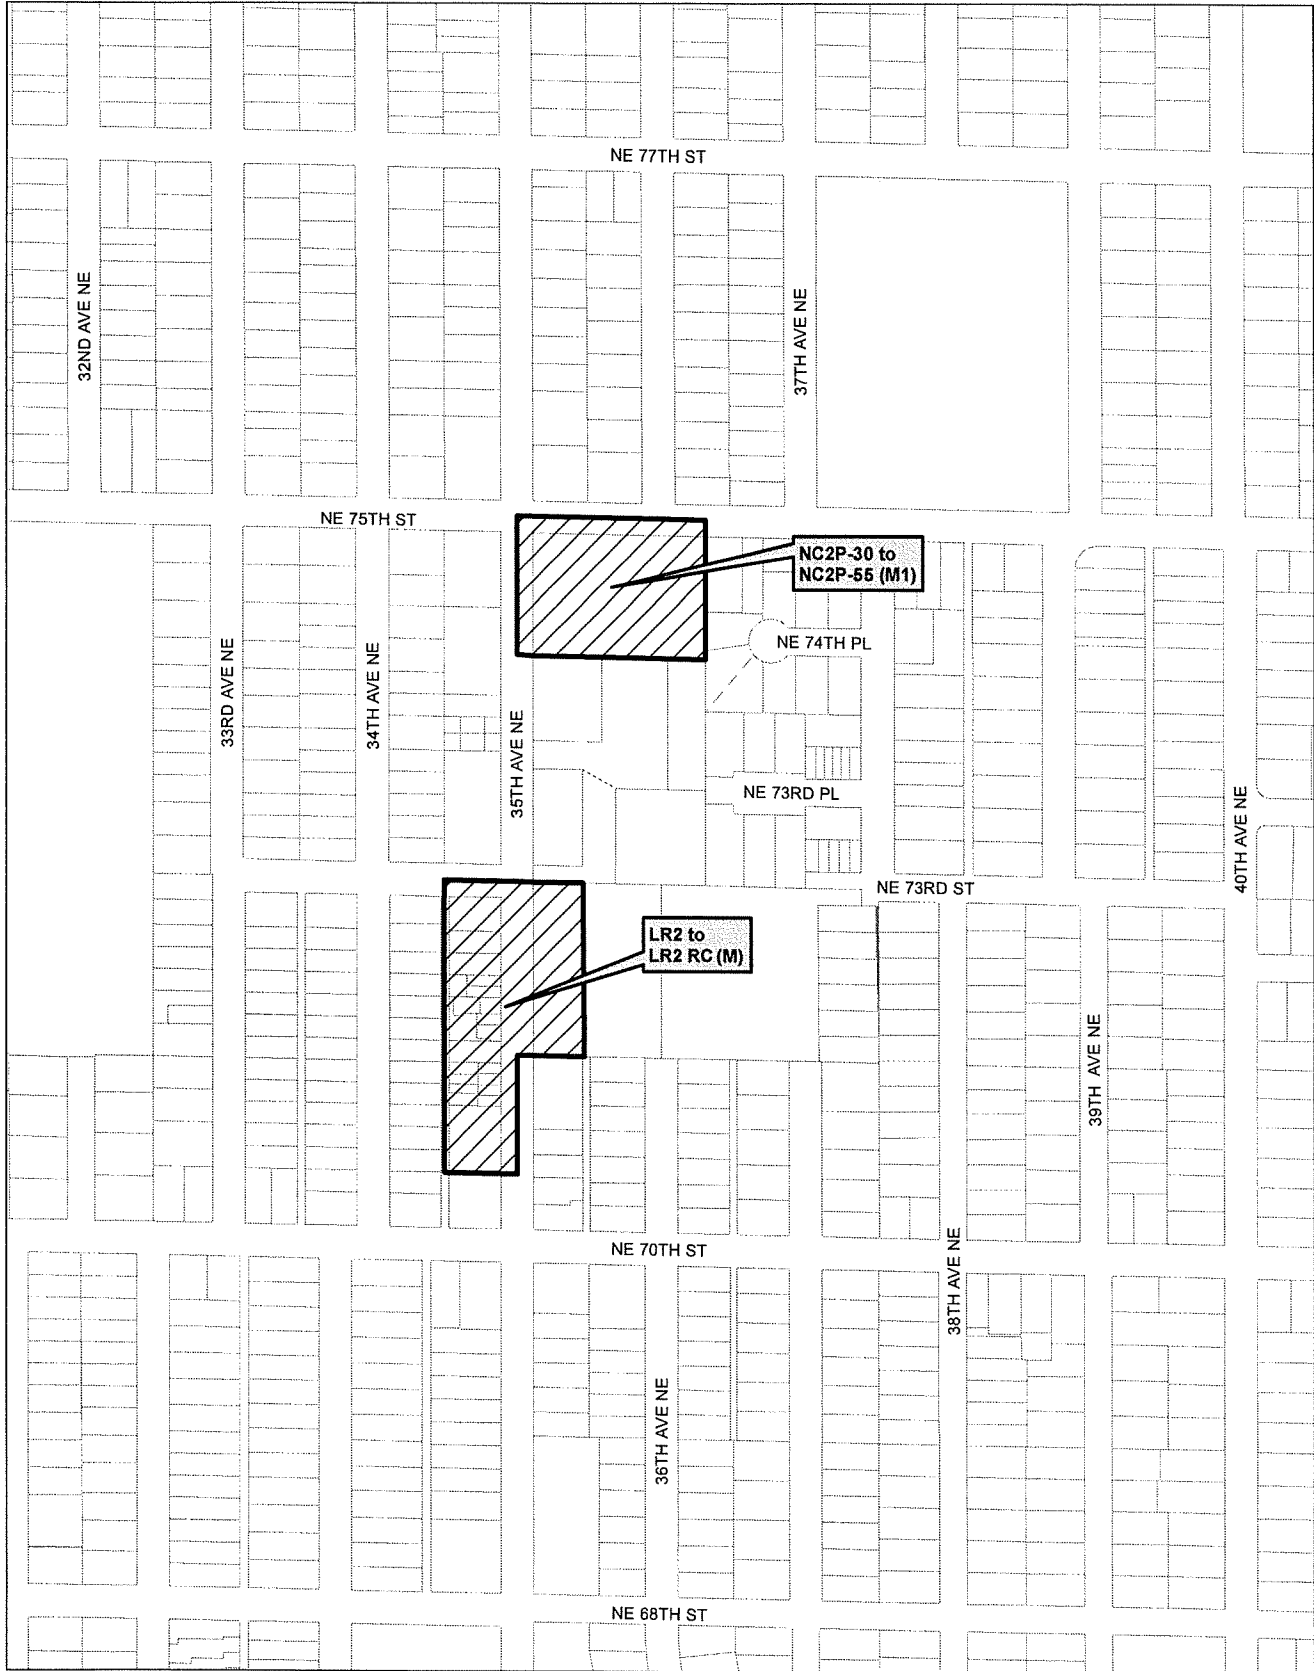 NE 77TH ST
32ND AVE NE
37TH AVE NE
NE 75TH ST
NC2P-30 to
NC2P-55 (M1)
NE 74TH PL
33RD AVE NE
34TH AVE NE
35TH AVE NE
NE 73RD PL
40TH AVE NE
NE 73RD ST
LR2 to
LR2 RC (M)
39TH AVE NE
NE 70TH ST
38TH AVE NE
36TH AVE NE
NE 68TH ST